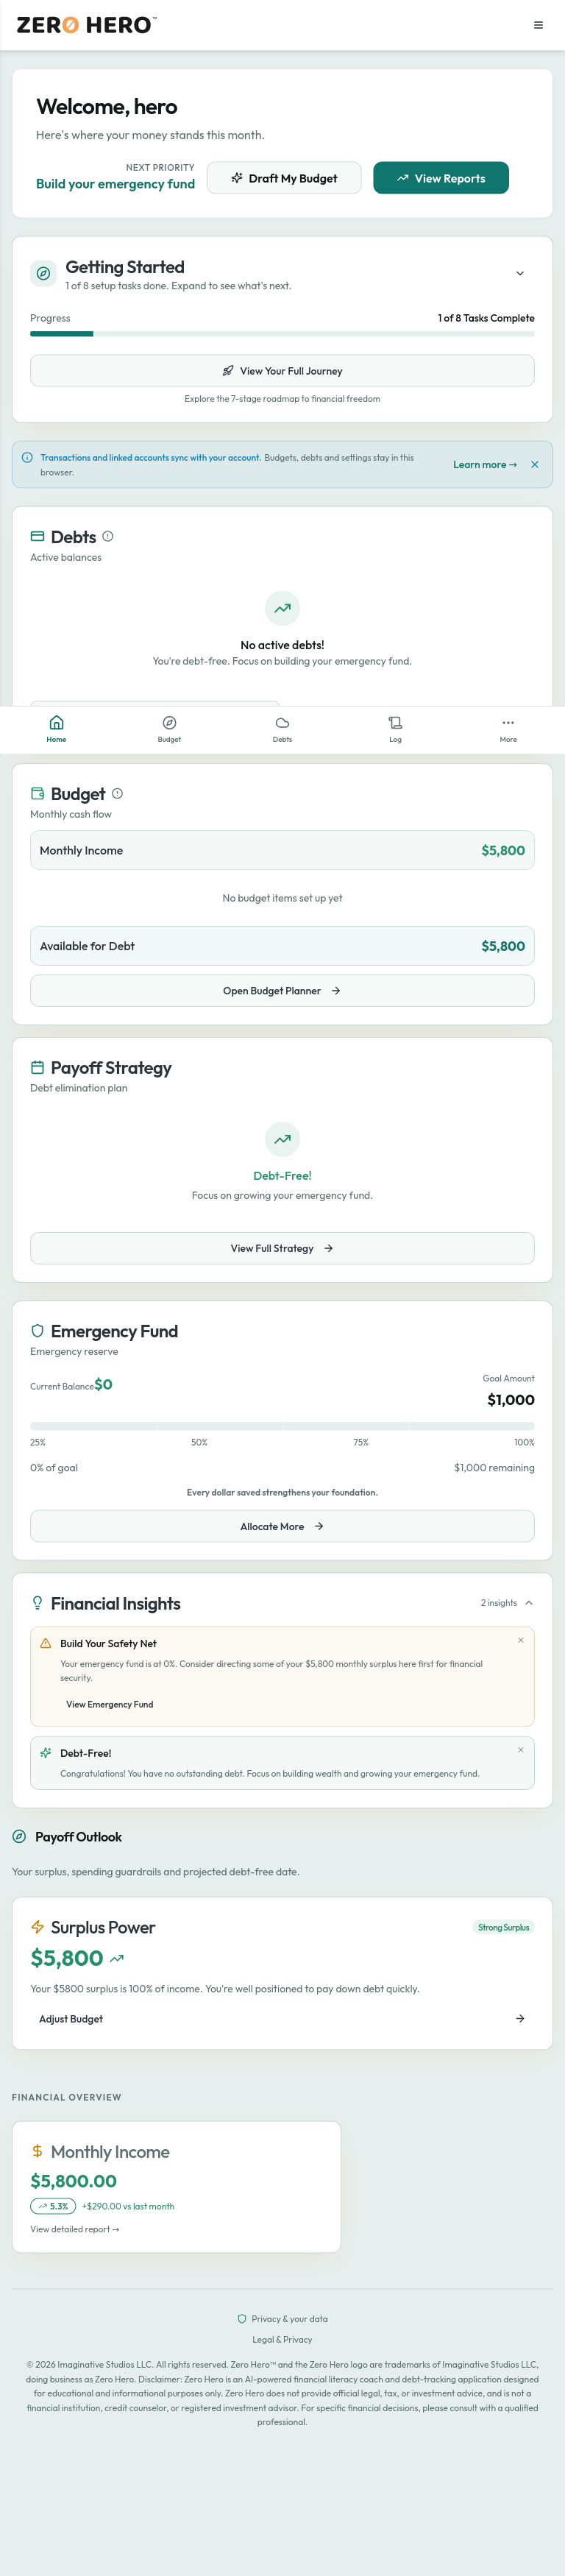 ZERO HERO™
Welcome, hero
Here's where your money stands this month.
NEXT PRIORITY
Build your emergency fund
Draft My Budget
View Reports
Getting Started
1 of 8 setup tasks done. Expand to see what's next.
Progress
1 of 8 Tasks Complete
View Your Full Journey
Explore the 7-stage roadmap to financial freedom
Transactions and linked accounts sync with your account. Budgets, debts and settings stay in this
browser.
Learn more →
Debts
Active balances
No active debts!
You're debt-free. Focus on building your emergency fund.
Home
Budget
Debts
Log
More
Budget
Monthly cash flow
Monthly Income
$5,800
No budget items set up yet
Available for Debt
$5,800
Open Budget Planner →
Payoff Strategy
Debt elimination plan
Debt-Free!
Focus on growing your emergency fund.
View Full Strategy →
Emergency Fund
Emergency reserve
Current Balance$0
Goal Amount
$1,000
25%
50%
75%
100%
0% of goal
$1,000 remaining
Every dollar saved strengthens your foundation.
Allocate More →
Financial Insights
2 insights
Build Your Safety Net
Your emergency fund is at 0%. Consider directing some of your $5,800 monthly surplus here first for financial
security.
View Emergency Fund
Debt-Free!
Congratulations! You have no outstanding debt. Focus on building wealth and growing your emergency fund.
Payoff Outlook
Your surplus, spending guardrails and projected debt-free date.
Surplus Power
Strong Surplus
$5,800
Your $5800 surplus is 100% of income. You're well positioned to pay down debt quickly.
Adjust Budget →
FINANCIAL OVERVIEW
Monthly Income
$5,800.00
5.3%
+$290.00 vs last month
View detailed report →
Privacy & your data
Legal & Privacy
© 2026 Imaginative Studios LLC. All rights reserved. Zero Hero™ and the Zero Hero logo are trademarks of Imaginative Studios LLC,
doing business as Zero Hero. Disclaimer: Zero Hero is an AI-powered financial literacy coach and debt-tracking application designed
for educational and informational purposes only. Zero Hero does not provide official legal, tax, or investment advice, and is not a
financial institution, credit counselor, or registered investment advisor. For specific financial decisions, please consult with a qualified
professional.